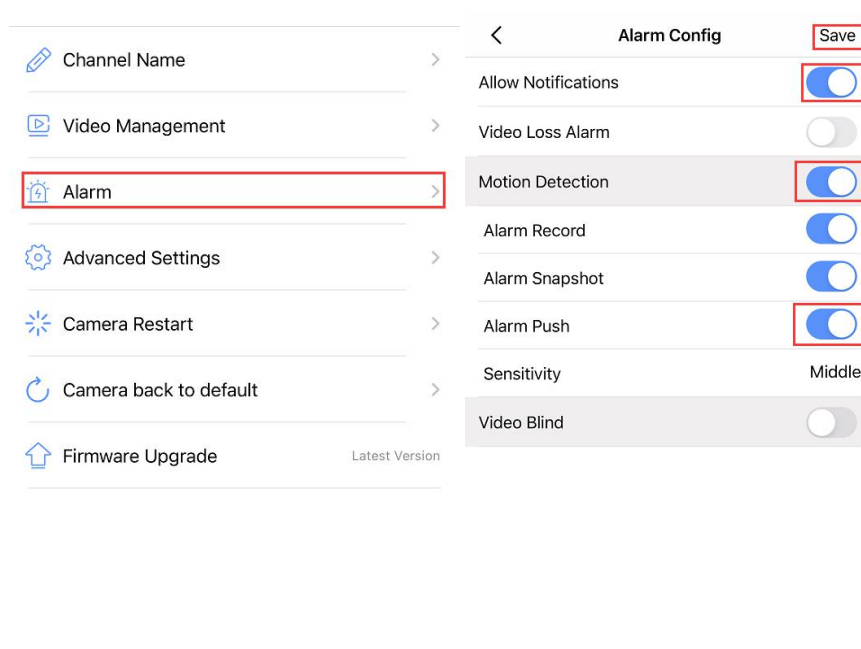 Channel Name
Video Management
Alarm
Advanced Settings
Camera Restart
Camera back to default
Firmware Upgrade Latest Version
Alarm Config Save
Allow Notifications
Video Loss Alarm
Motion Detection
Alarm Record
Alarm Snapshot
Alarm Push
Sensitivity Middle
Video Blind